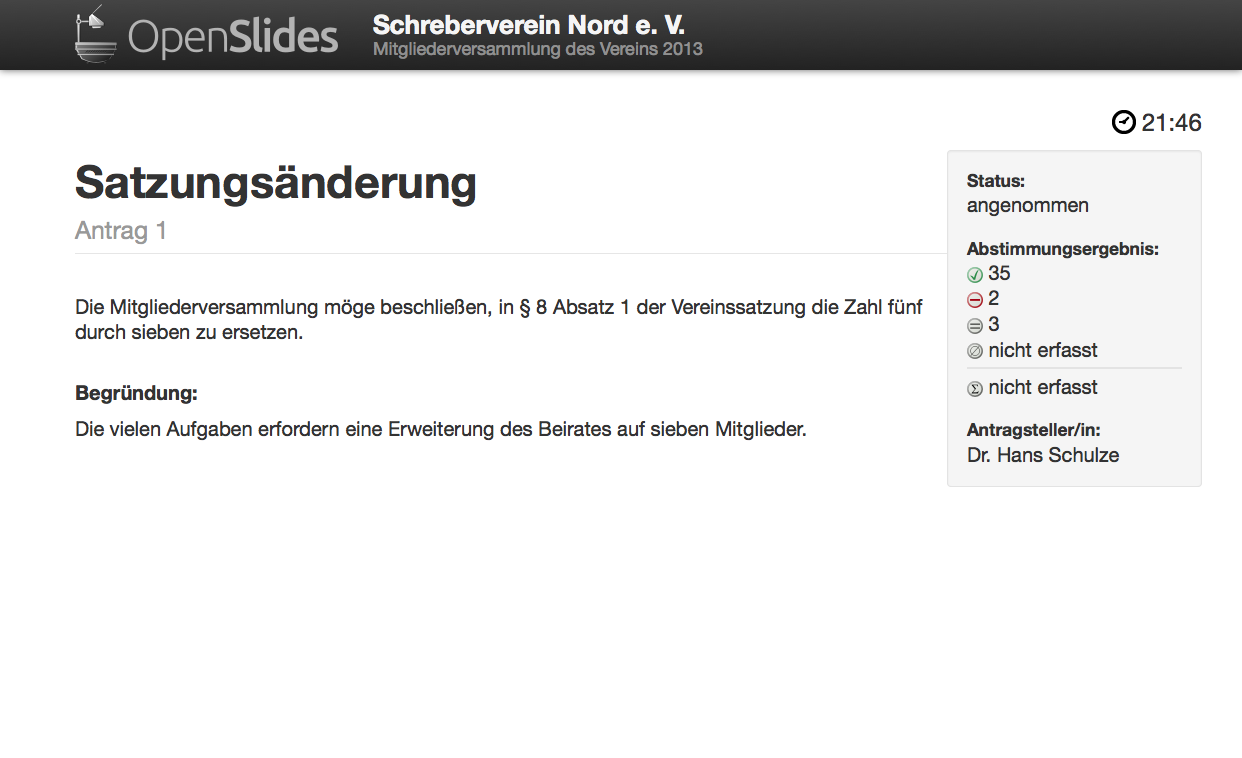 OpenSlides
Schreberverein Nord e. V.
Mitgliederversammlung des Vereins 2013
21:46
Satzungsänderung
Antrag 1
Die Mitgliederversammlung möge beschließen, in § 8 Absatz 1 der Vereinssatzung die Zahl fünf
durch sieben zu ersetzen.
Begründung:
Die vielen Aufgaben erfordern eine Erweiterung des Beirates auf sieben Mitglieder.
Status:
angenommen
Abstimmungsergebnis:
35
2
3
nicht erfasst
Σ nicht erfasst
Antragsteller/in:
Dr. Hans Schulze